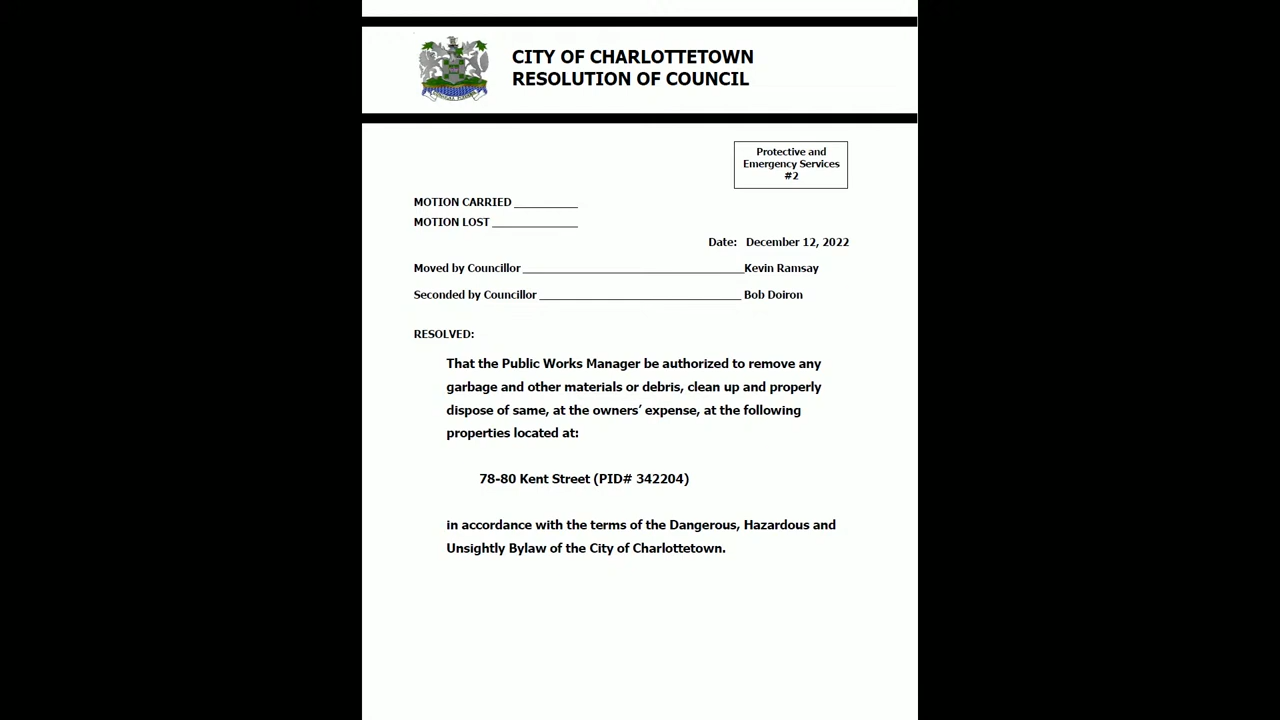 CITY OF CHARLOTTETOWN
RESOLUTION OF COUNCIL
Protective and
Emergency Services
#2
MOTION CARRIED __________
MOTION LOST ______________
Date: December 12, 2022
Moved by Councillor ___________________________________Kevin Ramsay
Seconded by Councillor ________________________________ Bob Doiron
RESOLVED:
That the Public Works Manager be authorized to remove any
garbage and other materials or debris, clean up and properly
dispose of same, at the owners’ expense, at the following
properties located at:
78-80 Kent Street (PID# 342204)
in accordance with the terms of the Dangerous, Hazardous and
Unsightly Bylaw of the City of Charlottetown.